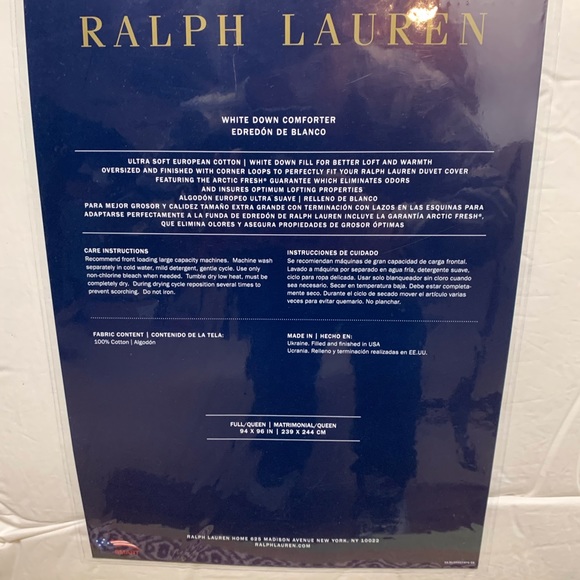 RALPH LAUREN
WHITE DOWN COMFORTER
EDREDÓN DE BLANCO
ULTRA SOFT EUROPEAN COTTON | WHITE DOWN FILL FOR BETTER LOFT AND WARMTH
OVERSIZED AND FINISHED WITH CORNER LOOPS TO PERFECTLY FIT YOUR RALPH LAUREN DUVET COVER
FEATURING THE ARCTIC FRESH® GUARANTEE WHICH ELIMINATES ODORS
AND INSURES OPTIMUM LOFTING PROPERTIES
ALGODÓN EUROPEO ULTRA SUAVE | RELLENO DE BLANCO
PARA MEJOR GROSOR Y CALIDEZ TAMAÑO EXTRA GRANDE CON TERMINACIÓN CON LAZOS EN LAS ESQUINAS PARA
ADAPTARSE PERFECTAMENTE A LA FUNDA DE EDREDÓN DE RALPH LAUREN INCLUYE LA GARANTÍA ARCTIC FRESH®,
QUE ELIMINA OLORES Y ASEGURA PROPIEDADES DE GROSOR ÓPTIMAS
CARE INSTRUCTIONS
Recommend front loading large capacity machines. Machine wash
separately in cold water, mild detergent, gentle cycle. Use only
non-chlorine bleach when needed. Tumble dry low heat, must be
completely dry. During drying cycle reposition several times to
prevent scorching. Do not iron.
INSTRUCCIONES DE CUIDADO
Se recomiendan máquinas de gran capacidad de carga frontal.
Lavado a máquina por separado en agua fría, detergente suave,
ciclo para ropa delicada. Usar solo blanqueador sin cloro cuando
sea necesario. Secar en temperatura baja. Debe estar completa-
mente seco. Durante el ciclo de secado mover el artículo varias
veces para evitar quemarlo. No planchar.
FABRIC CONTENT | CONTENIDO DE LA TELA:
100% Cotton | Algodón
MADE IN | HECHO EN:
Ukraine. Filled and finished in USA
Ucrania. Relleno y terminación realizadas en EE.UU.
FULL/QUEEN | MATRIMONIAL/QUEEN
94 X 96 IN | 239 X 244 CM
RALPH LAUREN HOME 625 MADISON AVENUE NEW YORK, NY 10022
RALPHLAUREN.COM